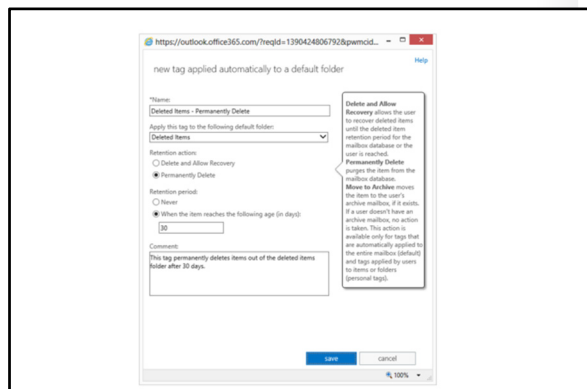 https://outlook.office365.com/?reqId=1390424806792&pwmcid...
Help
new tag applied automatically to a default folder
*Name:
Deleted Items - Permanently Delete
Apply this tag to the following default folder:
Deleted Items
Retention action:
Delete and Allow Recovery
Permanently Delete
Retention period:
Never
When the item reaches the following age (in days):
30
Comment:
This tag permanently deletes items out of the deleted items
folder after 30 days.
Delete and Allow
Recovery allows the user
to recover deleted items
until the deleted item
retention period for the
mailbox database or the
user is reached.
Permanently Delete
purges the item from the
mailbox database.
Move to Archive moves
the item to the user's
archive mailbox, if it exists.
If a user doesn't have an
archive mailbox, no action
is taken. This action is
available only for tags that
are automatically applied to
the entire mailbox (default)
and tags applied by users
to items or folders
(personal tags).
save
cancel
100%